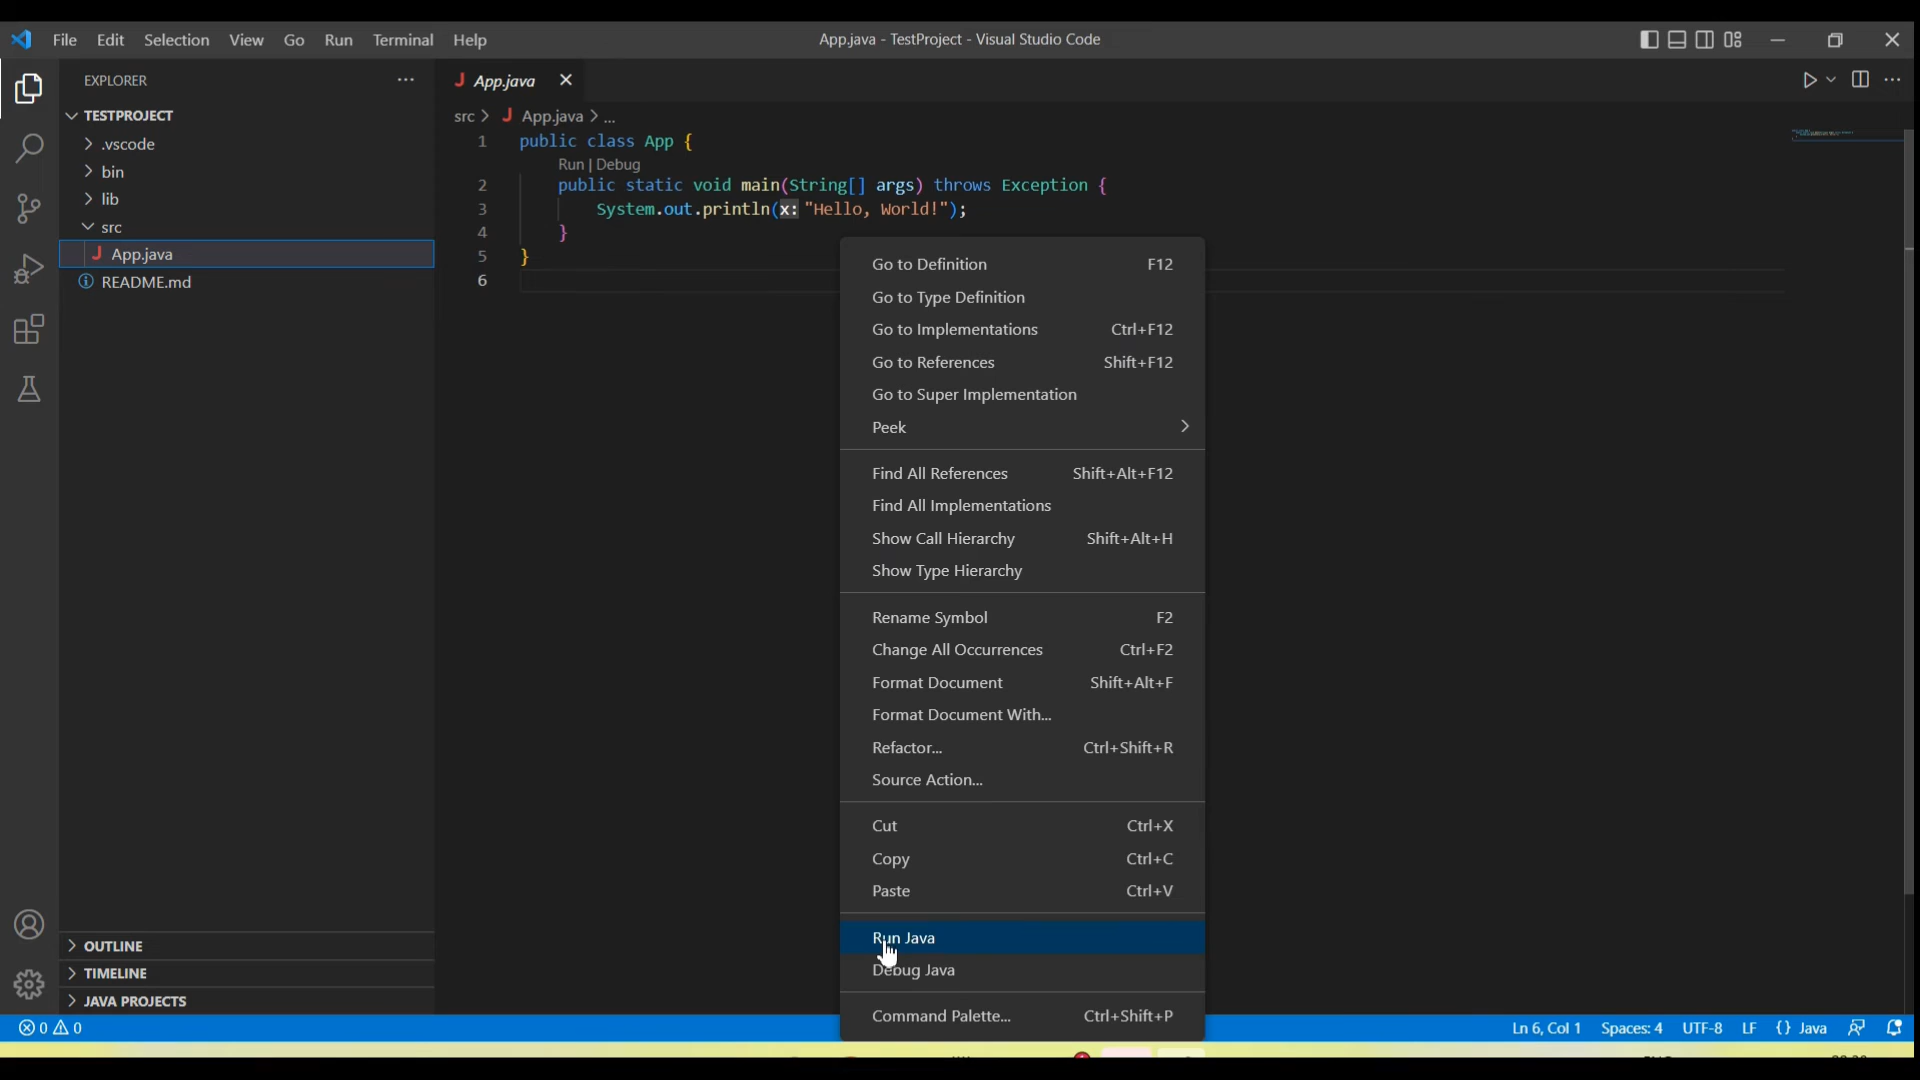 File Edit Selection View Go Run Terminal Help App.java - TestProject - Visual Studio Code
EXPLORER ...
App.java
TESTPROJECT
.vscode
bin
lib
src
App.java
README.md
OUTLINE
TIMELINE
JAVA PROJECTS
src > App.java > ...
1 public class App {
Run | Debug
2 public static void main(String[] args) throws Exception {
3 System.out.println(x: "Hello, World!");
4 }
5 }
6
Go to Definition F12
Go to Type Definition
Go to Implementations Ctrl+F12
Go to References Shift+F12
Go to Super Implementation
Peek >
Find All References Shift+Alt+F12
Find All Implementations
Show Call Hierarchy Shift+Alt+H
Show Type Hierarchy
Rename Symbol F2
Change All Occurrences Ctrl+F2
Format Document Shift+Alt+F
Format Document With...
Refactor... Ctrl+Shift+R
Source Action...
Cut Ctrl+X
Copy Ctrl+C
Paste Ctrl+V
Run Java
Debug Java
Command Palette... Ctrl+Shift+P
0 0 Ln 6, Col 1 Spaces: 4 UTF-8 LF {} Java